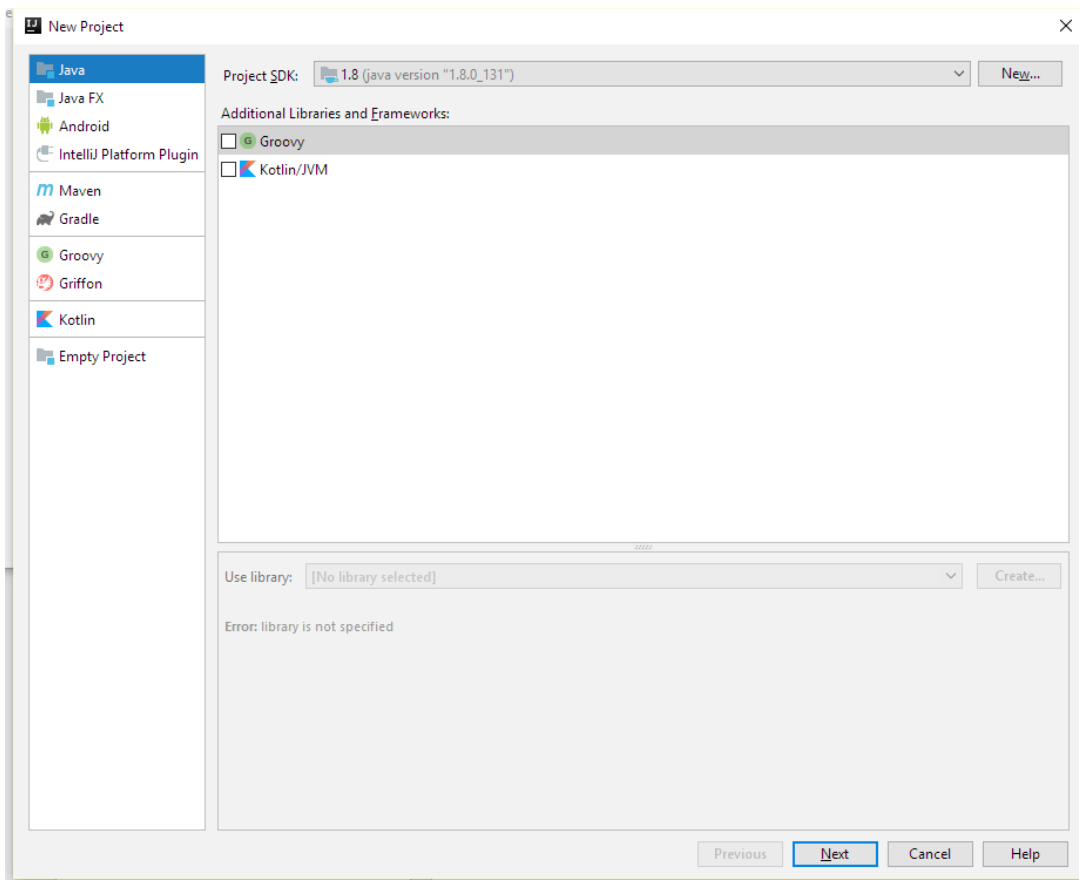 New Project
Java
Java FX
Android
IntelliJ Platform Plugin
Maven
Gradle
Groovy
Griffon
Kotlin
Empty Project
Project SDK: 1.8 (java version "1.8.0_131") New...
Additional Libraries and Frameworks:
Groovy
Kotlin/JVM
Use library: [No library selected] Create...
Error: library is not specified
Previous Next Cancel Help